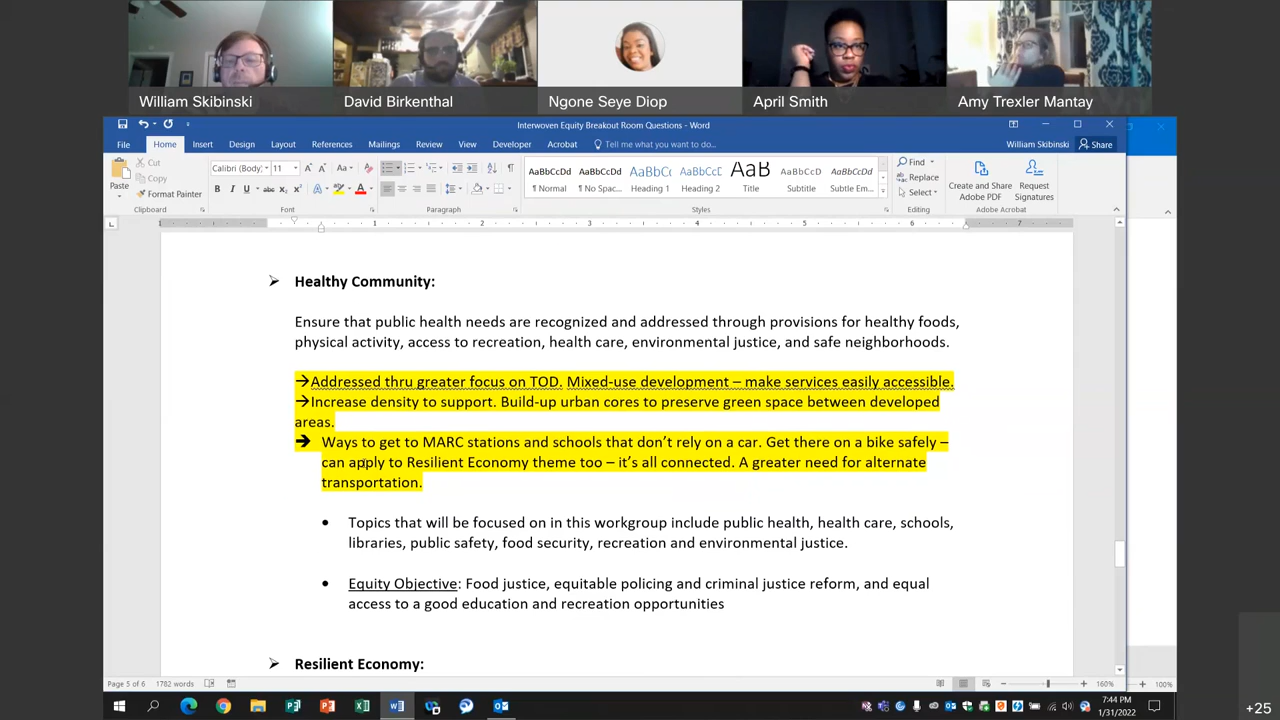 William Skibinski
David Birkenthal
Ngone Seye Diop
April Smith
Amy Trexler Mantay
Interwoven Equity Breakout Room Questions - Word
File Home Insert Design Layout References Mailings Review View Developer Acrobat Tell me what you want to do... William Skibinski Share
Paste
Cut
Copy
Format Painter
Clipboard
Calibri (Body) 11
Font
Paragraph
AaBbCcDd AaBbCcDd AaBbCc AaBbCcD AaB AaBbCcD AaBbCcDd
¶ Normal ¶ No Spac... Heading 1 Heading 2 Title Subtitle Subtle Em...
Styles
Find
Replace
Select
Editing
Create and Share Adobe PDF
Request Signatures
Adobe Acrobat
1 1 2 3 4 5 6 7
➢ Healthy Community:
Ensure that public health needs are recognized and addressed through provisions for healthy foods,
physical activity, access to recreation, health care, environmental justice, and safe neighborhoods.
→Addressed thru greater focus on TOD. Mixed-use development – make services easily accessible.
→Increase density to support. Build-up urban cores to preserve green space between developed
areas.
➔ Ways to get to MARC stations and schools that don’t rely on a car. Get there on a bike safely –
can apply to Resilient Economy theme too – it’s all connected. A greater need for alternate
transportation.
• Topics that will be focused on in this workgroup include public health, health care, schools,
libraries, public safety, food security, recreation and environmental justice.
• Equity Objective: Food justice, equitable policing and criminal justice reform, and equal
access to a good education and recreation opportunities
➢ Resilient Economy:
Page 5 of 6 1782 words 160% 100%
7:44 PM
1/31/2022
+25